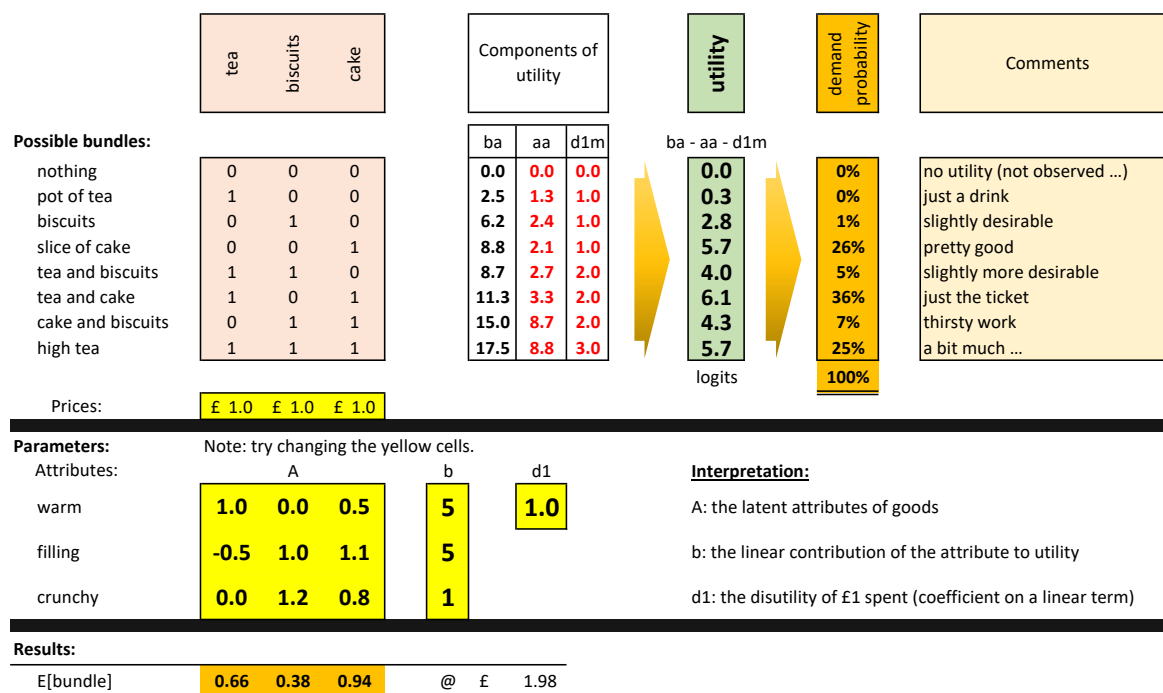 tea biscuits cake Components of utility utility demand probability Comments
Possible bundles: ba aa d1m ba - aa - d1m
nothing 0 0 0 0.0 0.0 0.0 0.0 0% no utility (not observed ...)
pot of tea 1 0 0 2.5 1.3 1.0 0.3 0% just a drink
biscuits 0 1 0 6.2 2.4 1.0 2.8 1% slightly desirable
slice of cake 0 0 1 8.8 2.1 1.0 5.7 26% pretty good
tea and biscuits 1 1 0 8.7 2.7 2.0 4.0 5% slightly more desirable
tea and cake 1 0 1 11.3 3.3 2.0 6.1 36% just the ticket
cake and biscuits 0 1 1 15.0 8.7 2.0 4.3 7% thirsty work
high tea 1 1 1 17.5 8.8 3.0 5.7 25% a bit much ...
logits 100%
Prices: £ 1.0 £ 1.0 £ 1.0
Parameters: Note: try changing the yellow cells.
Attributes: A b d1 Interpretation:
warm 1.0 0.0 0.5 5 1.0 A: the latent attributes of goods
filling -0.5 1.0 1.1 5 b: the linear contribution of the attribute to utility
crunchy 0.0 1.2 0.8 1 d1: the disutility of £1 spent (coefficient on a linear term)
Results:
E[bundle] 0.66 0.38 0.94 @ £ 1.98